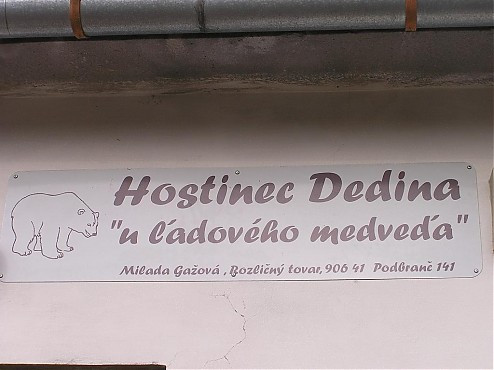 Hostinec Dedina
"u ľadového medveďa"
Milada Gažová, Rozličný tovar, 906 41 Podbranč 141